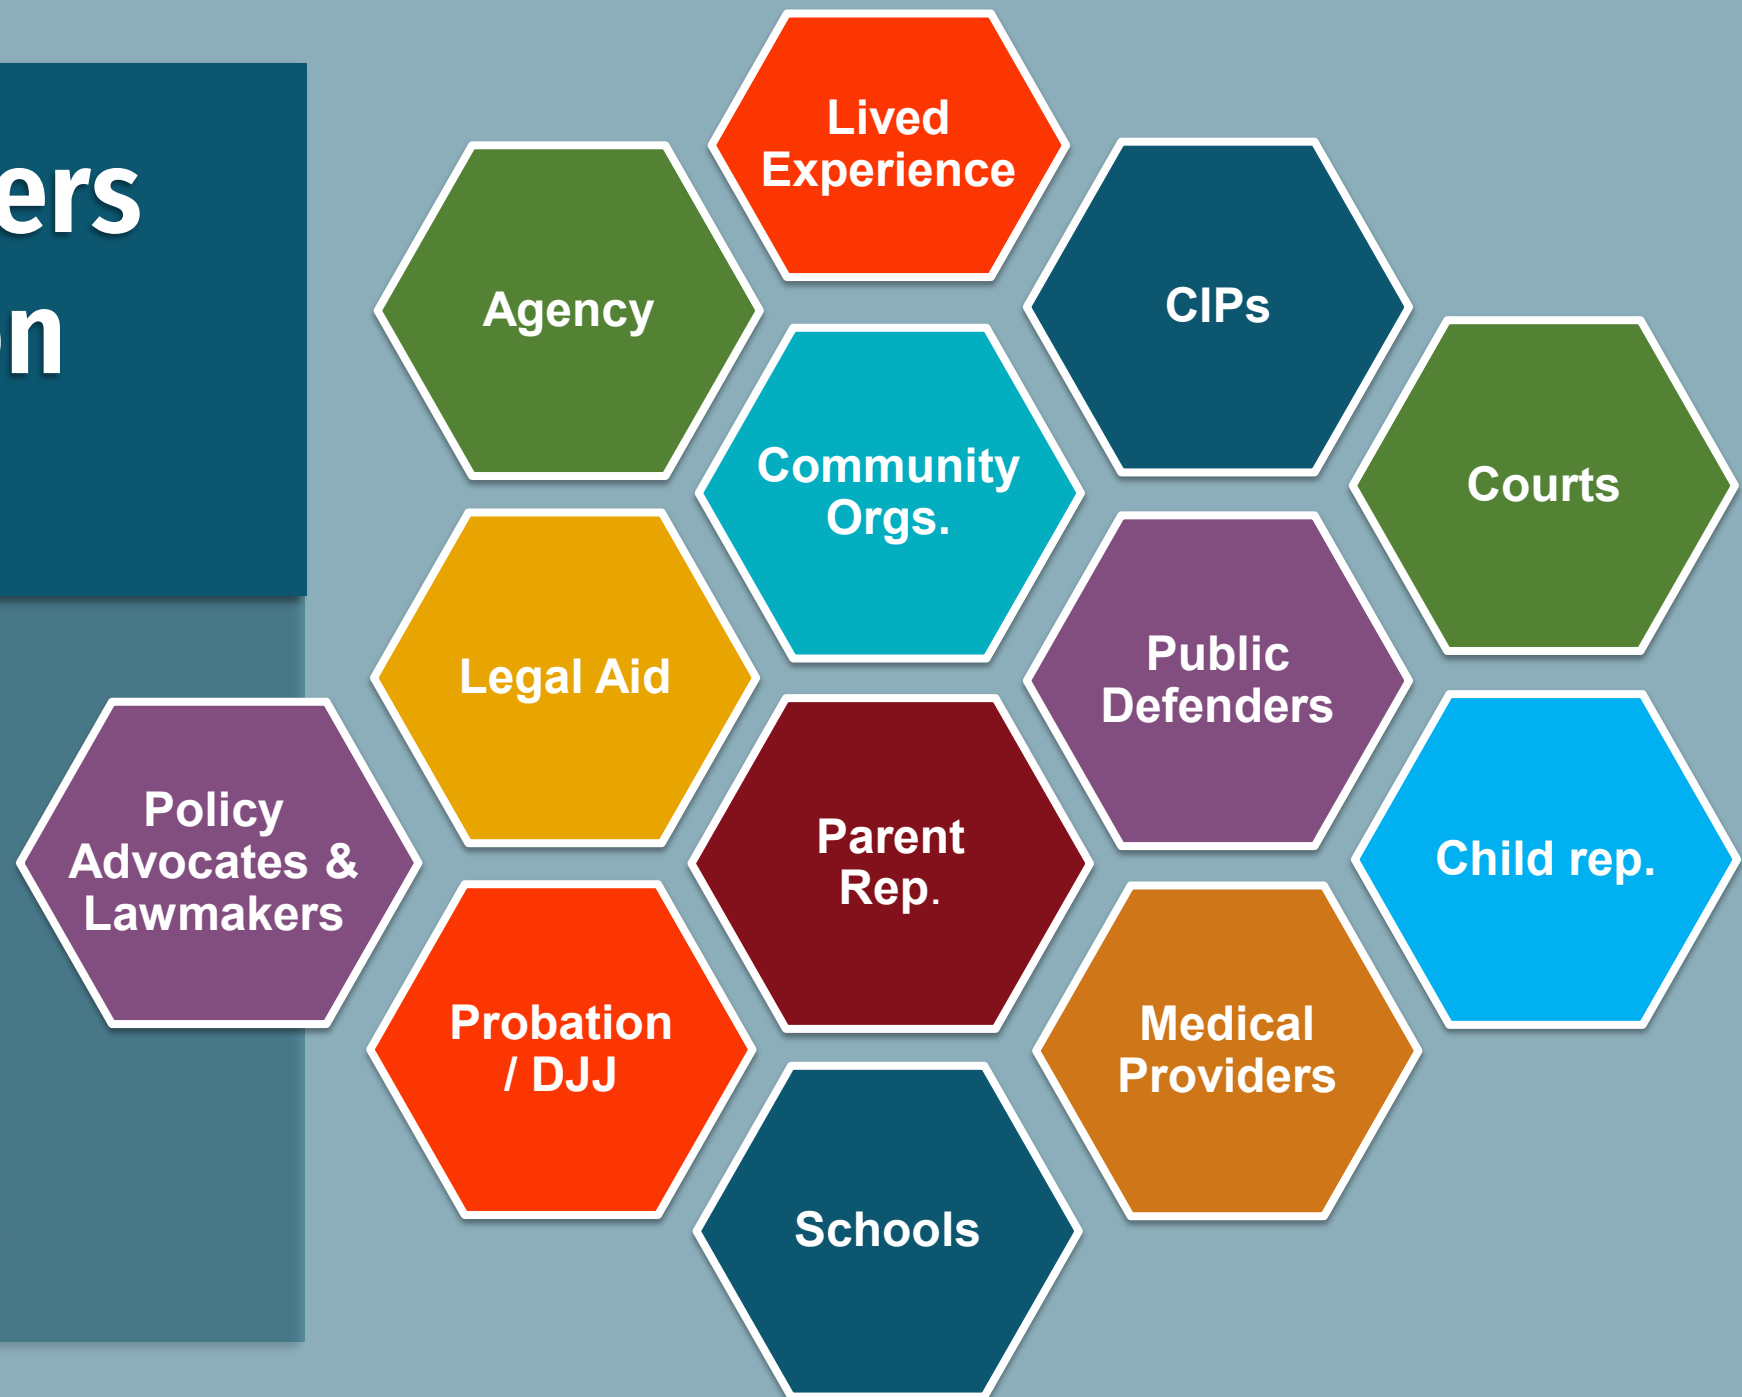 ers
on
Lived
Experience
Agency
CIPs
Community
Orgs.
Courts
Legal Aid
Public
Defenders
Policy
Advocates &
Lawmakers
Parent
Rep.
Child rep.
Probation
/ DJJ
Medical
Providers
Schools